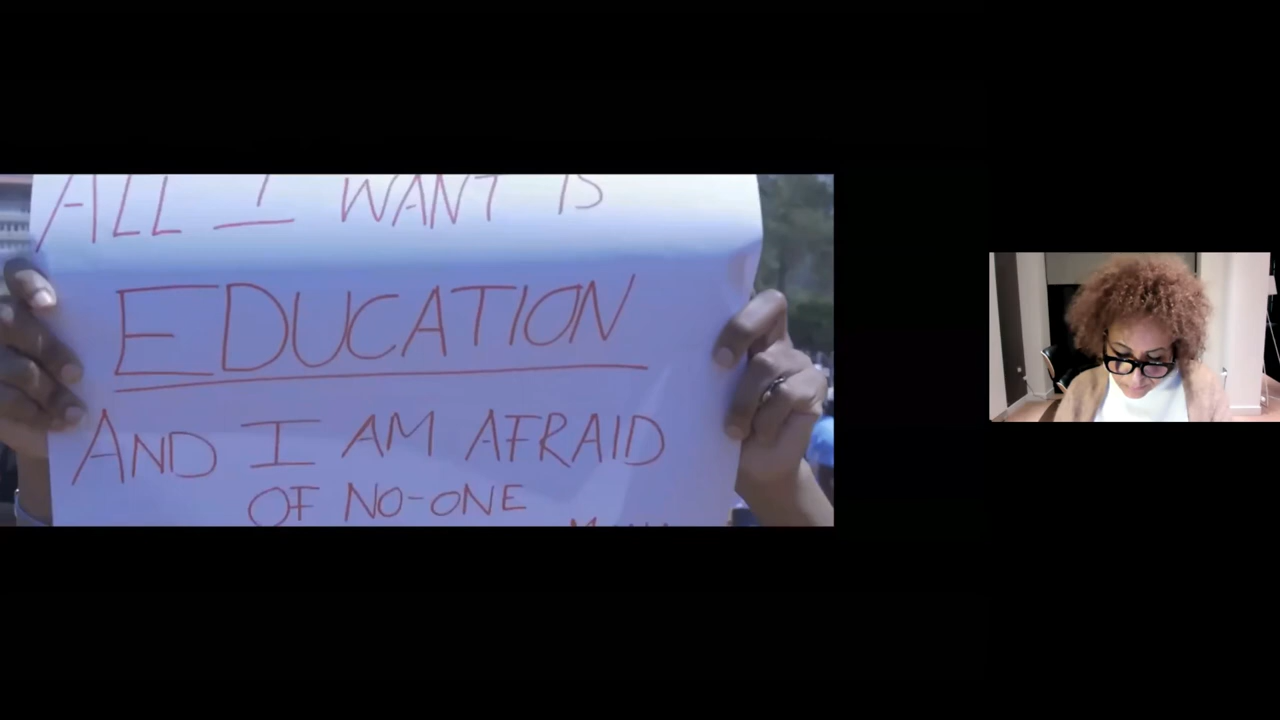 ALL I WANT IS
EDUCATION
AND I AM AFRAID
OF NO-ONE